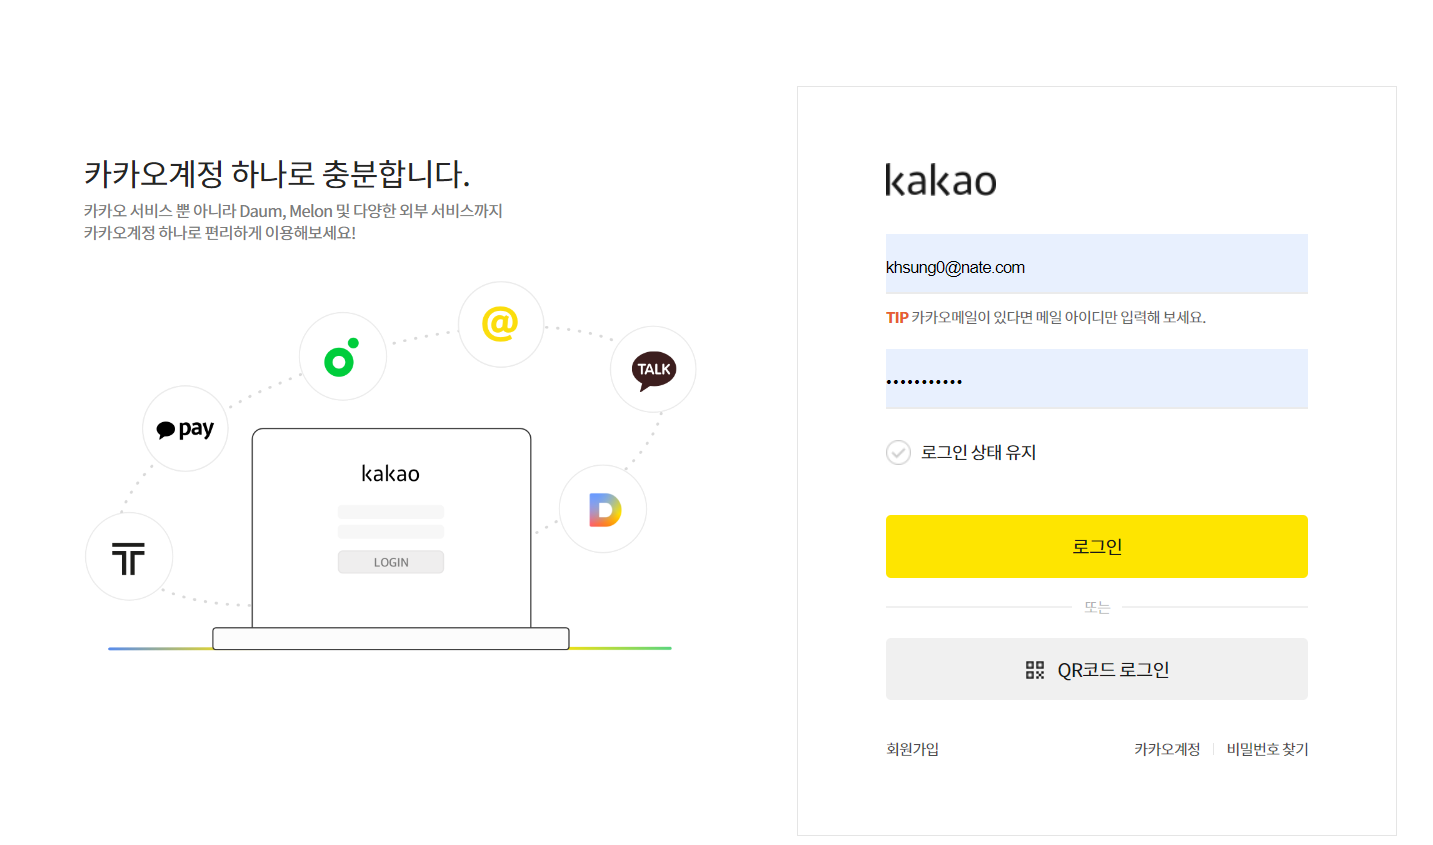 카카오계정 하나로 충분합니다.
카카오 서비스 뿐 아니라 Daum, Melon 및 다양한 외부 서비스까지
카카오계정 하나로 편리하게 이용해보세요!
@
TALK
pay
kakao
D
LOGIN
T
kakao
khsung0@nate.com
TIP 카카오메일이 있다면 메일 아이디만 입력해 보세요.
•••••••••••
로그인 상태 유지
로그인
또는
QR코드 로그인
회원가입
카카오계정 | 비밀번호 찾기